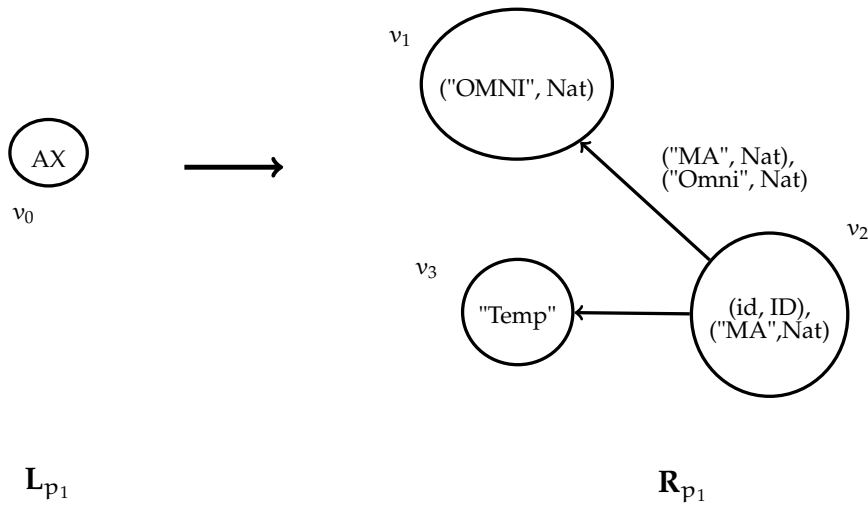 v1
("OMNI", Nat)
AX
v0
("MA", Nat),
("Omni", Nat)
v2
v3
"Temp"
(id, ID),
("MA",Nat)
Lp1
Rp1